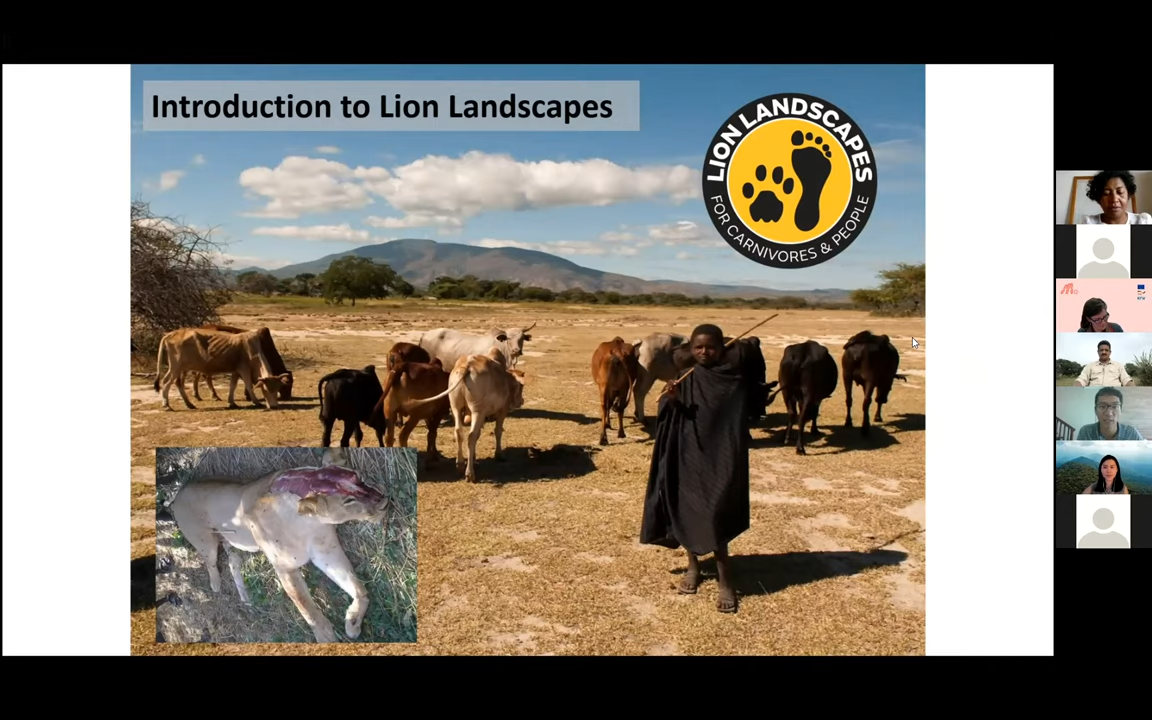 Introduction to Lion Landscapes
LION LANDSCAPES
FOR CARNIVORES & PEOPLE